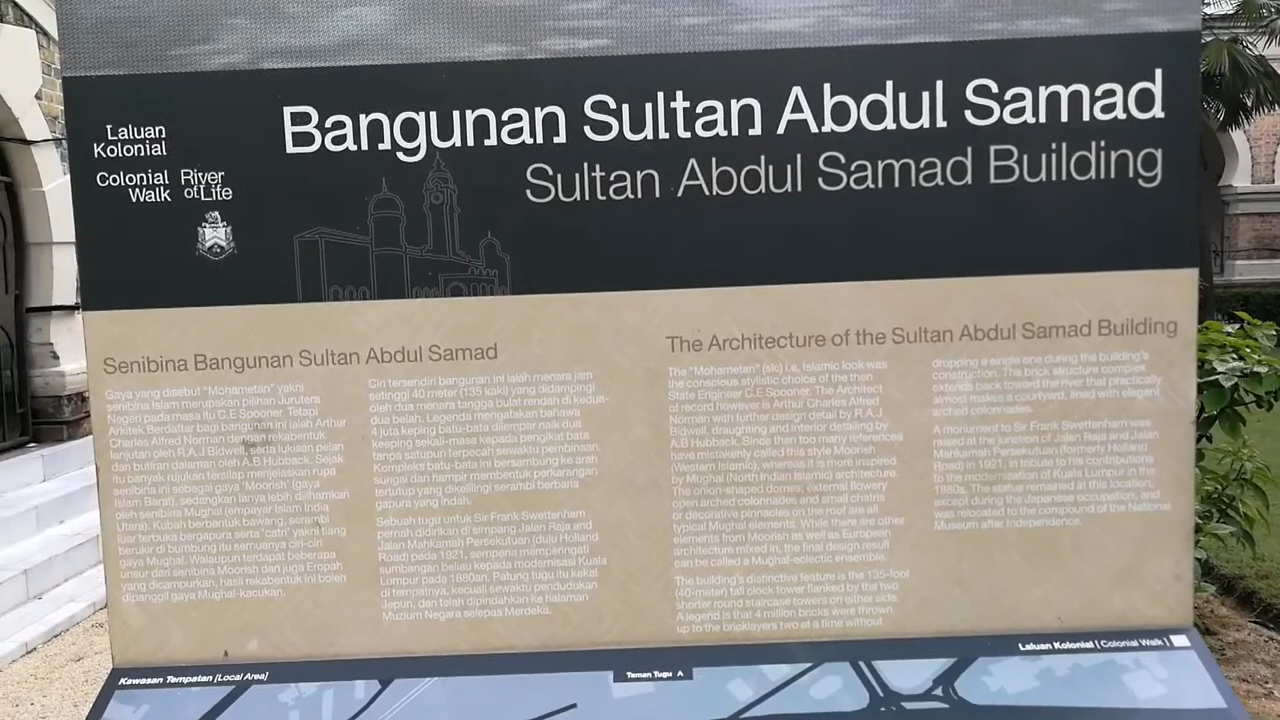 Bangunan Sultan Abdul Samad
Sultan Abdul Samad Building
Laluan
Kolonial
Colonial
Walk
River
of Life
Senibina Bangunan Sultan Abdul Samad
Gaya yang disebut "Mohametan" yakni
senibina Islam merupakan pilihan Jurutera
Negeri pada masa itu C.E Spooner. Tetapi
Arkitek Berdaftar bagi bangunan ini ialah Arthur
Charles Alfred Norman dengan rekabentuk
lanjutan oleh R.A.J Bidwell, serta lukisan pelan
dan butiran dalaman oleh A.B Hubback. Sejak
itu banyak rujukan tersilap menjelaskan rupa
senibina ini sebagai gaya 'Moorish' (gaya
Islam Barat), sedangkan ianya lebih diilhamkan
oleh senibina Mughal (empayar Islam India
Utara). Kubah berbentuk bawang, serambi
luar terbuka bergapura serta 'catri' yakni tiang
berukir di bumbung itu semuanya ciri-ciri
gaya Mughal. Walaupun terdapat beberapa
unsur dari senibina Moorish dan juga Eropah
yang dicampurkan, hasil rekabentuk ini boleh
dipanggil gaya Mughal-kacukan.
Ciri tersendiri bangunan ini ialah menara jam
setinggi 40 meter (135 kaki) yang didampingi
oleh dua menara tangga bulat rendah di kedua-
dua belah. Legenda mengatakan bahawa
4 juta keping batu-bata dilempar naik dua
keeping sekali-masa kepada pengikat bata
tanpa satupun terpecah sewaktu pembinaan.
Kompleks batu-bata ini bersambung ke arah
sungai dan hampir membentuk perkarangan
tertutup yang dikelilingi serambi berbaris
gapura yang indah.
Sebuah tugu untuk Sir Frank Swettenham
pernah didirikan di simpang Jalan Raja and
Jalan Mahkamah Persekutuan (dulu Holland
Road) pada 1921, sempena memperingati
sumbangan beliau kepada modernisasi Kuala
Lumpur pada 1880an. Patung tugu itu kekal
di tempatnya, kecuali sewaktu pendudukan
Jepun, dan telah dipindahkan ke halaman
Muzium Negara selepas Merdeka.
The Architecture of the Sultan Abdul Samad Building
The "Mohametan" (sic) i.e. Islamic look was
the conscious stylistic choice of the then
State Engineer C.E Spooner. The Architect
of record however is Arthur Charles Alfred
Norman with further design detail by R.A.J
Bidwell, draughting and interior detailing by
A.B Hubback. Since then too many references
have mistakenly called this style Moorish
(Western Islamic), whereas it is more inspired
by Mughal (North Indian Islamic) architecture.
The onion-shaped domes, external flowery
open arched colonnades and small chatris
or decorative pinnacles on the roof are all
typical Mughal elements. While there are other
elements from Moorish as well as European
architecture mixed in, the final design result
can be called a Mughal-eclectic ensemble.
The building's distinctive feature is the 135-foot
(40-meter) tall clock tower flanked by the two
shorter round staircase towers on either side.
A legend is that 4 million bricks were thrown
up to the bricklayers two at a time without
dropping a single one during the building's
construction. The brick structure complex
extends back toward the river that practically
almost makes a courtyard, lined with elegant
arched colonnades.
A monument to Sir Frank Swettenham was
raised at the junction of Jalan Raja and Jalan
Mahkamah Persekutuan (formerly Holland
Road) in 1921, in tribute to his contributions
to the modernisation of Kuala Lumpur in the
1880s. The statue remained at this location,
except during the Japanese occupation, and
was relocated to the compound of the National
Museum after Independence.
Laluan Kolonial [Colonial Walk]
Kawasan Tempatan [Local Area]
Taman Tugu